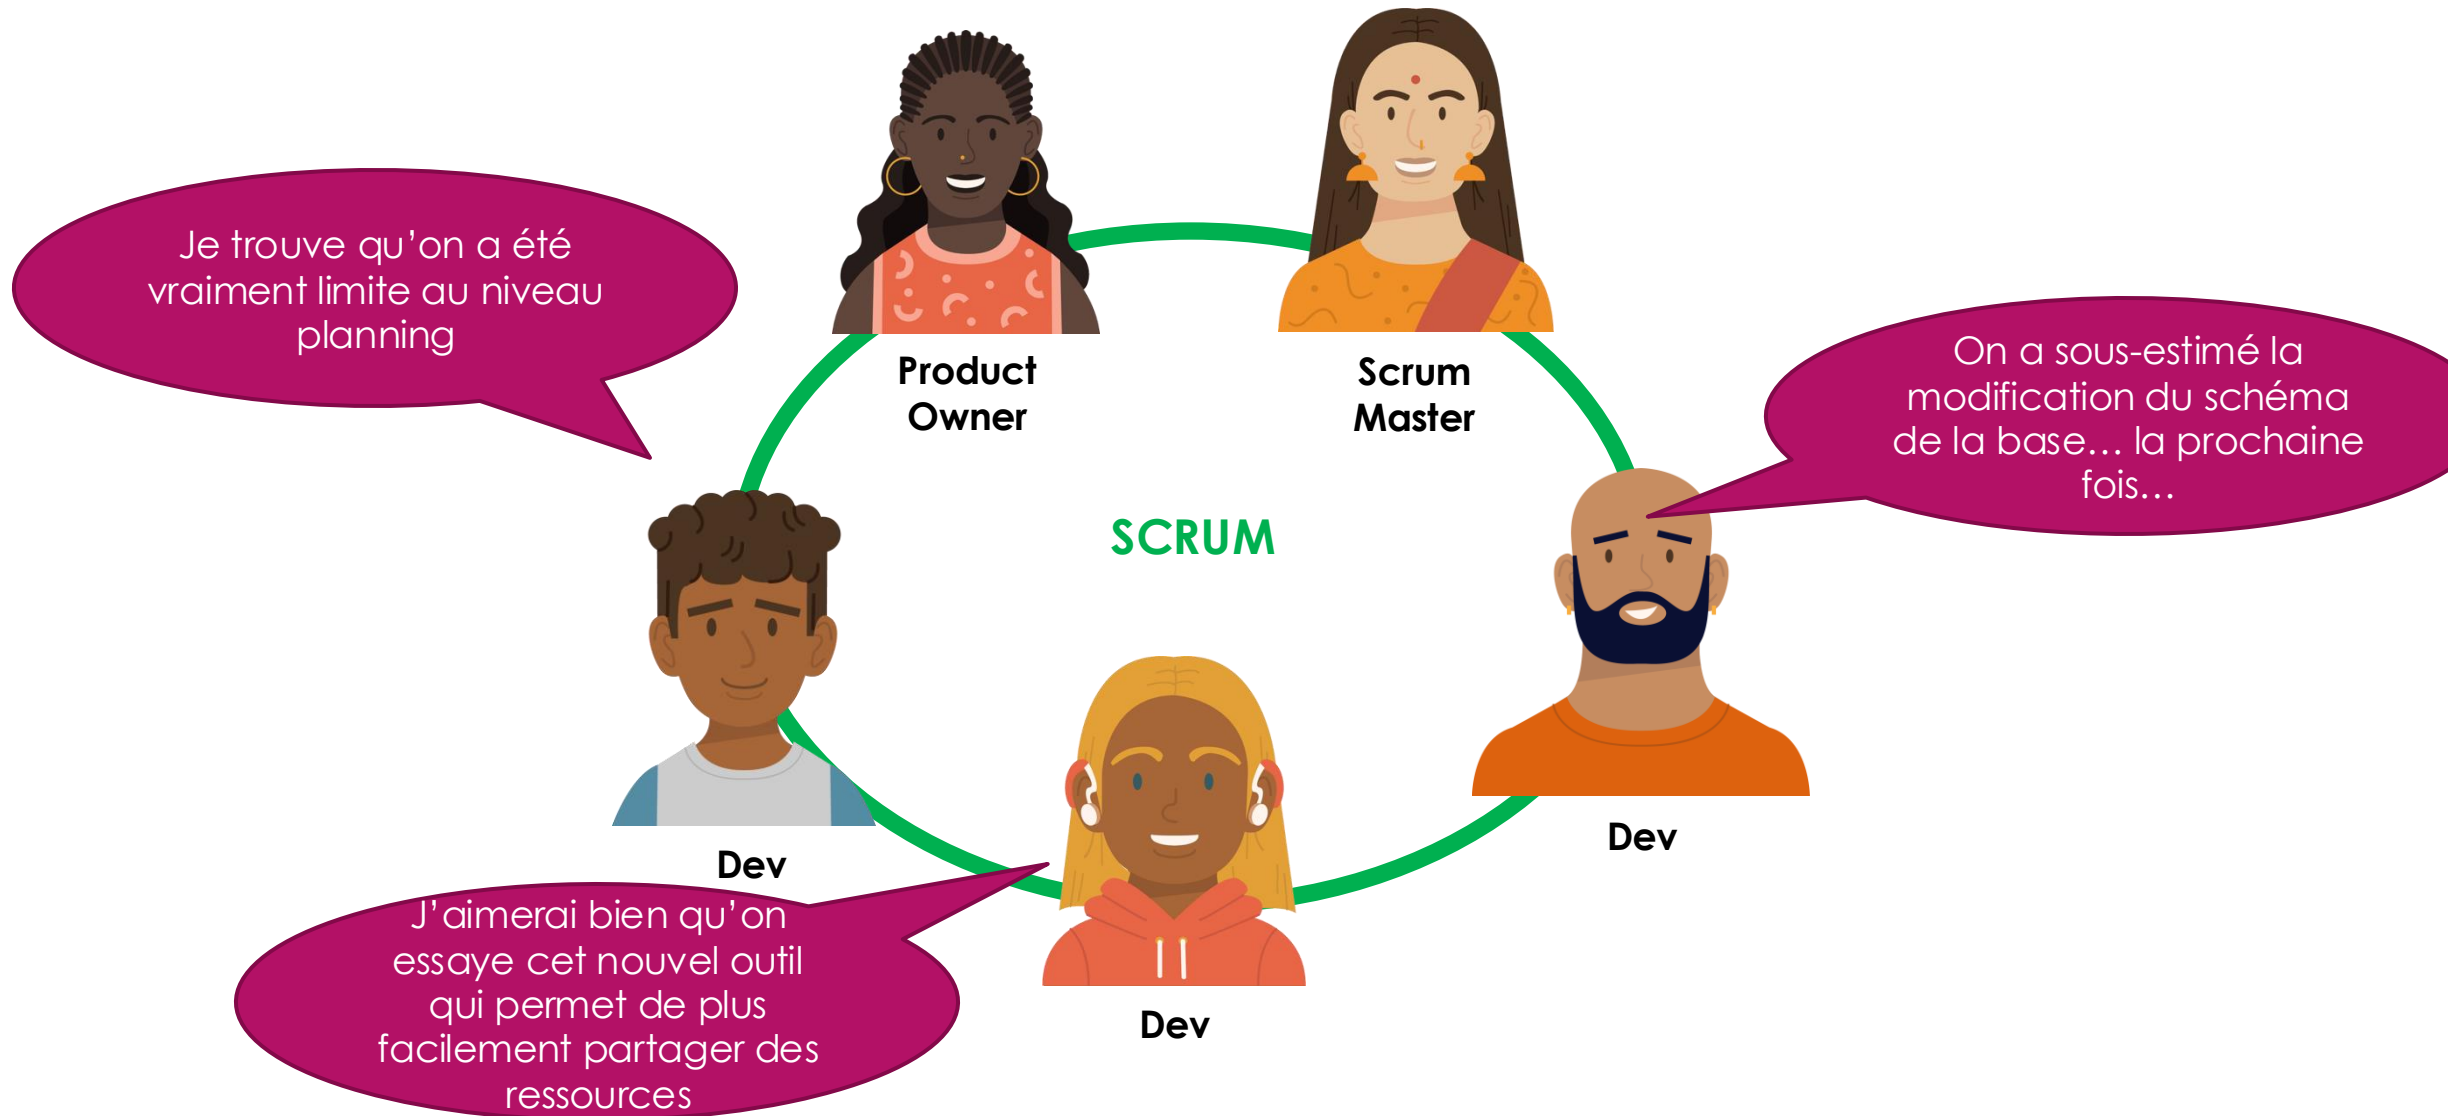 Je trouve qu’on a été
vraiment limite au niveau
planning
Product
Owner
Scrum
Master
On a sous-estimé la
modification du schéma
de la base… la prochaine
fois…
SCRUM
Dev
Dev
J’aimerai bien qu’on
essaye cet nouvel outil
qui permet de plus
facilement partager des
ressources
Dev